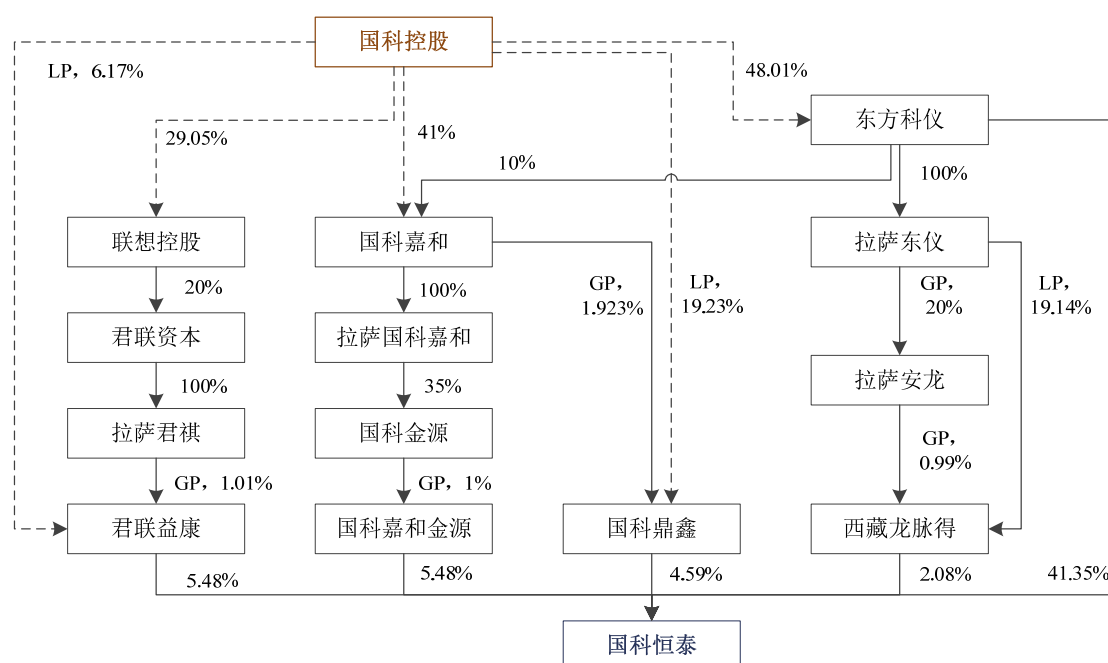 国科控股
LP，6.17%
48.01%
东方科仪
29.05%
41%
10%
100%
联想控股
国科嘉和
拉萨东仪
20%
100%
GP，
1.923%
LP，
19.23%
GP，
20%
LP，
19.14%
君联资本
拉萨国科嘉和
拉萨安龙
100%
35%
拉萨君祺
国科金源
GP，
0.99%
GP，1.01%
GP，1%
君联益康
国科嘉和金源
国科鼎鑫
西藏龙脉得
5.48%
5.48%
4.59%
2.08%
41.35%
国科恒泰